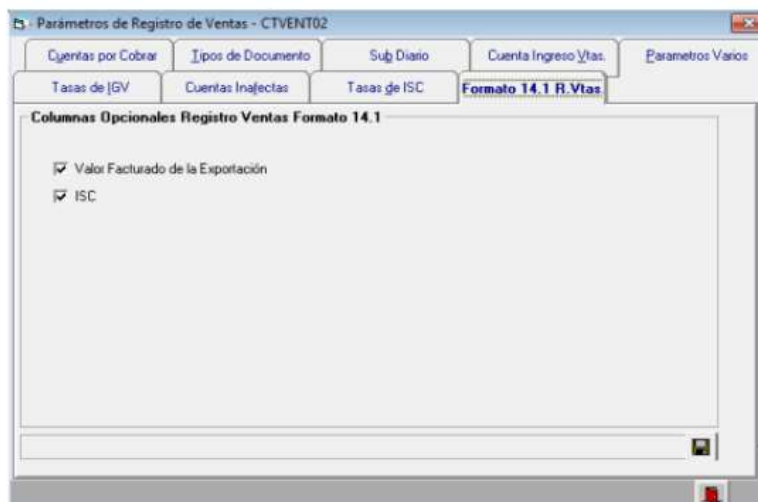 Parámetros de Registro de Ventas - CTVENT02
Cuentas por Cobrar Tipos de Documento Sub Diario Cuenta Ingreso Vtas. Parametros Varios
Tasas de IGV Cuentas Inafectas Tasas de ISC Formato 14.1 R.Vtas.
Columnas Opcionales Registro Ventas Formato 14.1
Valor Facturado de la Exportación
ISC